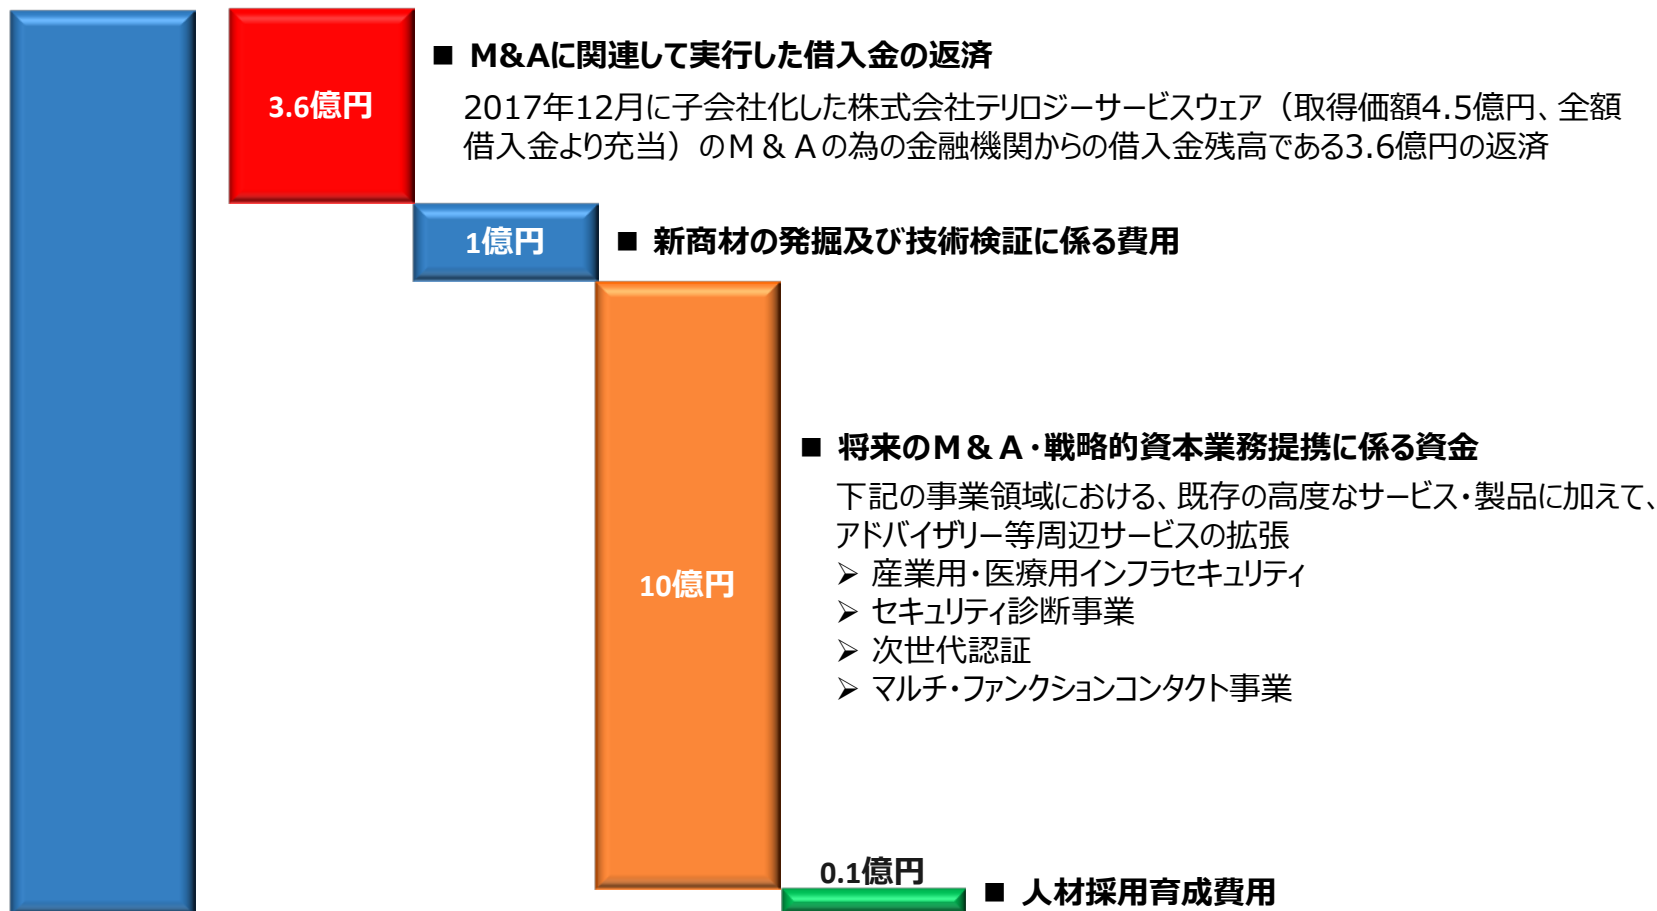 ■ M&Aに関連して実行した借入金の返済
3.6億円
2017年12月に子会社化した株式会社テリロジーサービスウェア（取得価額4.5億円、全額
借入金より充当）のＭ＆Ａの為の金融機関からの借入金残高である3.6億円の返済
1億円
■ 新商材の発掘及び技術検証に係る費用
■ 将来のＭ＆Ａ・戦略的資本業務提携に係る資金
下記の事業領域における、既存の高度なサービス・製品に加えて、
アドバイザリー等周辺サービスの拡張
➢ 産業用・医療用インフラセキュリティ
10億円
➢ セキュリティ診断事業
➢ 次世代認証
➢ マルチ・ファンクションコンタクト事業
0.1億円
■ 人材採用育成費用